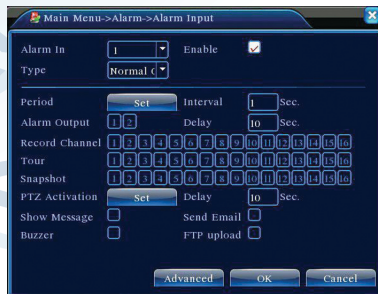 Main Menu->Alarm->Alarm Input
Alarm In 1 Enable
Type Normal
Period Set Interval 1 Sec.
Alarm Output 1 2 Delay 10 Sec.
Record Channel 1 2 3 4 5 6 7 8 9 10 11 12 13 14 15 16
Tour 1 2 3 4 5 6 7 8 9 10 11 12 13 14 15 16
Snapshot 1 2 3 4 5 6 7 8 9 10 11 12 13 14 15 16
PTZ Activation Set Delay 10 Sec.
Show Message Send Email
Buzzer FTP upload
Advanced OK Cancel